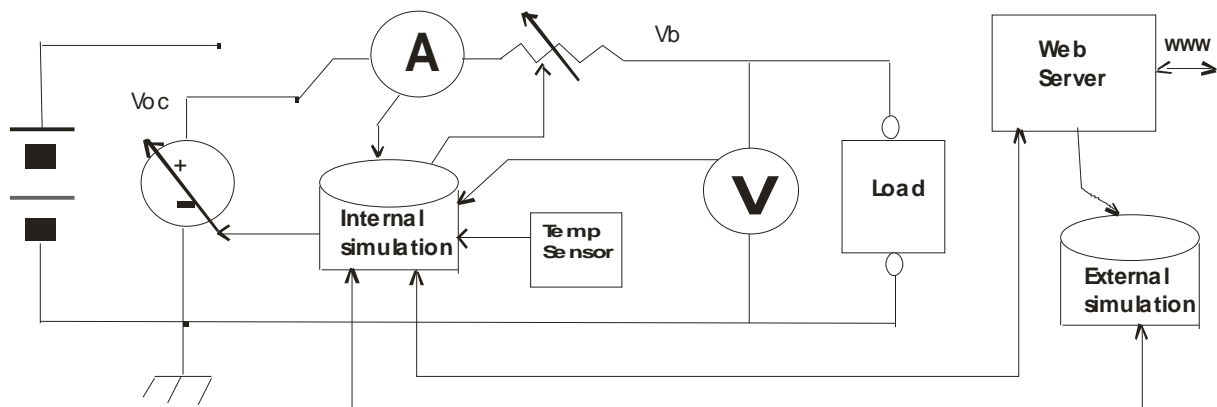 A
Vb
Web
Server
www
Voc
+
-
V
Load
Internal
simulation
Temp
Sensor
External
simulation